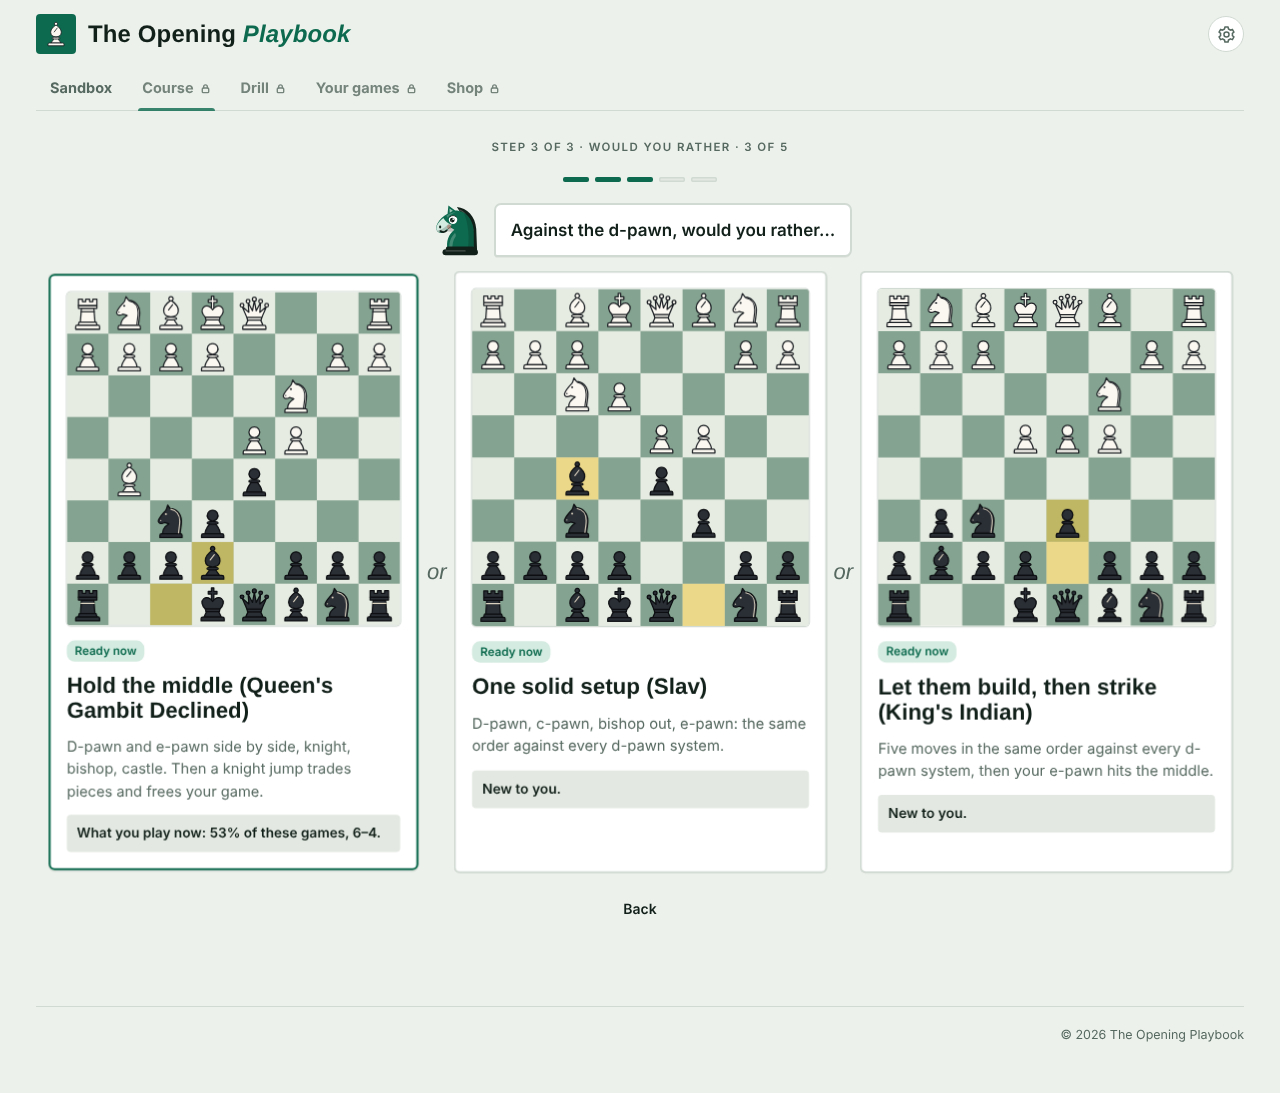 The Opening Playbook
Sandbox
Course
Drill
Your games
Shop
STEP 3 OF 3 · WOULD YOU RATHER · 3 OF 5
Against the d-pawn, would you rather...
Ready now
Hold the middle (Queen's
Gambit Declined)
D-pawn and e-pawn side by side, knight,
bishop, castle. Then a knight jump trades
pieces and frees your game.
What you play now: 53% of these games, 6–4.
or
Ready now
One solid setup (Slav)
D-pawn, c-pawn, bishop out, e-pawn: the same
order against every d-pawn system.
New to you.
or
Ready now
Let them build, then strike
(King's Indian)
Five moves in the same order against every d-
pawn system, then your e-pawn hits the middle.
New to you.
Back
© 2026 The Opening Playbook